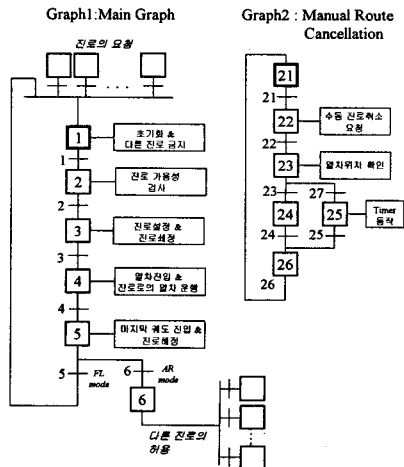 Graph1:Main Graph
Graph2 : Manual Route
Cancellation
진로의 요청
1
초기화 &
다른 진로 금지
1
2
진로 가용성
검사
2
3
진로설정 &
진로쇄정
3
4
열차진입 &
진로로의 열차 운행
4
5
마지막 궤도 진입 &
진로해정
5
FL
mode
6
AR
mode
6
다른 진로의
허용
21
21
22
수동 진로취소
요청
22
23
열차위치 확인
23
27
24
25
Timer
동작
24
25
26
26